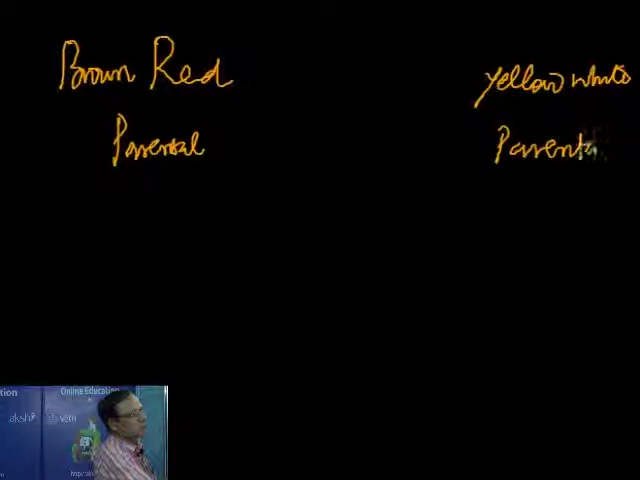 Brown Red
Yellow white
Parental
Parent
Online Education